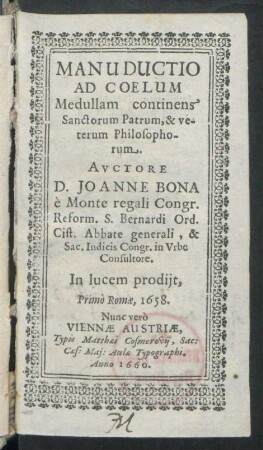 MANUDUCTIO
AD COELUM
Medullam continens
Sanctorum Patrum, & ve-
terum Philosopho-
rum.
AVCTORE
D. JOANNE BONA
è Monte regali Congr.
Reform. S. Bernardi Ord.
Cist. Abbate generali, &
Sac. Indicis Congr. in Vrbe
Consultore.
In lucem prodijt,
Primò Romæ, 1658.
Nunc verò
VIENNÆ AUSTRIÆ,
Typis Matthæi Cosmerovij, Sac:
Cæs: Maj: Aulæ Typographi.
Anno 1660.